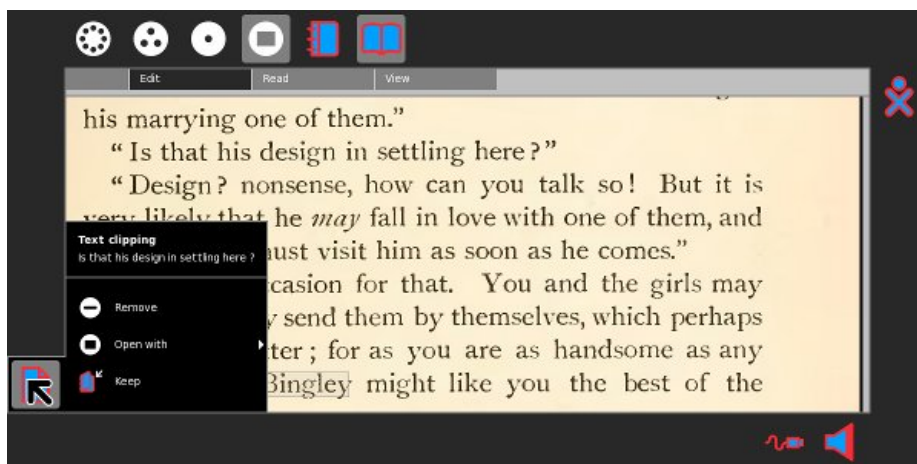 Edit Read View
his marrying one of them.”
“ Is that his design in settling here ? ”
“ Design ? nonsense, how can you talk so ! But it is
very likely that he may fall in love with one of them, and
must visit him as soon as he comes.”
Text clipping
Is that his design in settling here ?
for that. You and the girls may
send them by themselves, which perhaps
Remove
Open with
; for as you are as handsome as any
Keep
Bingley might like you the best of the